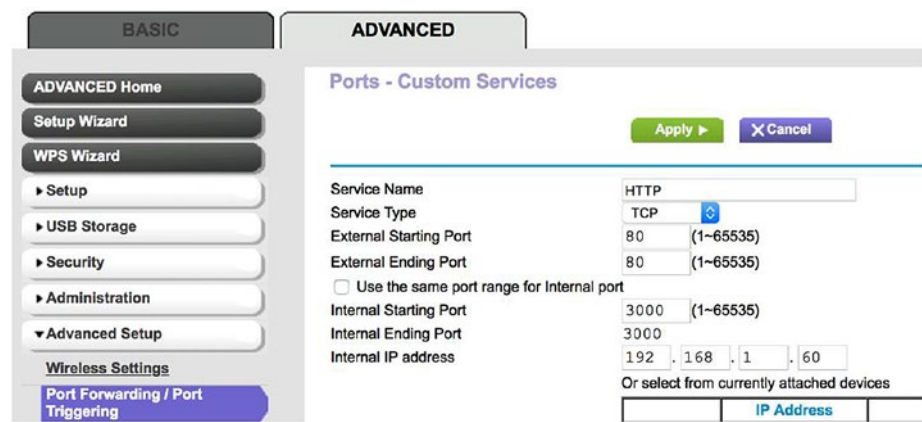 BASIC
ADVANCED
ADVANCED Home
Setup Wizard
WPS Wizard
Setup
USB Storage
Security
Administration
Advanced Setup
Wireless Settings
Port Forwarding / Port
Triggering
Ports - Custom Services
Apply
Cancel
Service Name HTTP
Service Type TCP
External Starting Port 80 (1~65535)
External Ending Port 80 (1~65535)
Use the same port range for Internal port
Internal Starting Port 3000 (1~65535)
Internal Ending Port 3000
Internal IP address 192 . 168 . 1 . 60
Or select from currently attached devices
IP Address